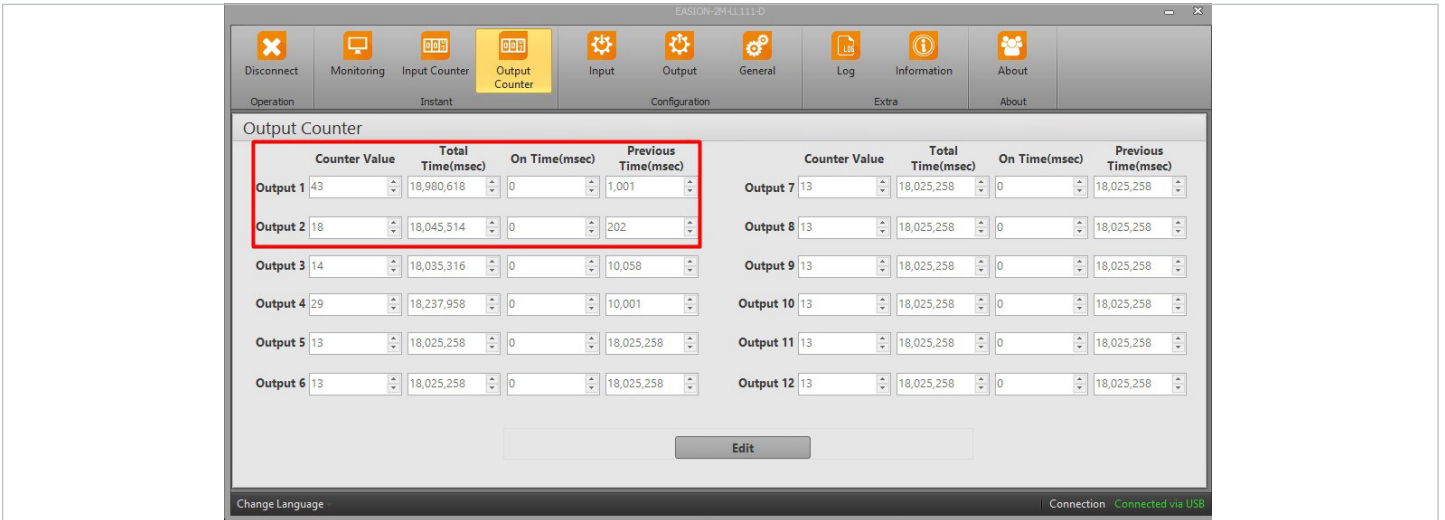 EASION-2M-LL111-D
Disconnect Monitoring Input Counter Output Counter Input Output General Log Information About
Operation Instant Configuration Extra About
Output Counter
Counter Value Total Time(msec) On Time(msec) Previous Time(msec) Counter Value Total Time(msec) On Time(msec) Previous Time(msec)
Output 1 43 18,980,618 0 1,001 Output 7 13 18,025,258 0 18,025,258
Output 2 18 18,045,514 0 202 Output 8 13 18,025,258 0 18,025,258
Output 3 14 18,035,316 0 10,058 Output 9 13 18,025,258 0 18,025,258
Output 4 29 18,237,958 0 10,001 Output 10 13 18,025,258 0 18,025,258
Output 5 13 18,025,258 0 18,025,258 Output 11 13 18,025,258 0 18,025,258
Output 6 13 18,025,258 0 18,025,258 Output 12 13 18,025,258 0 18,025,258
Edit
Change Language Connection Connected via USB